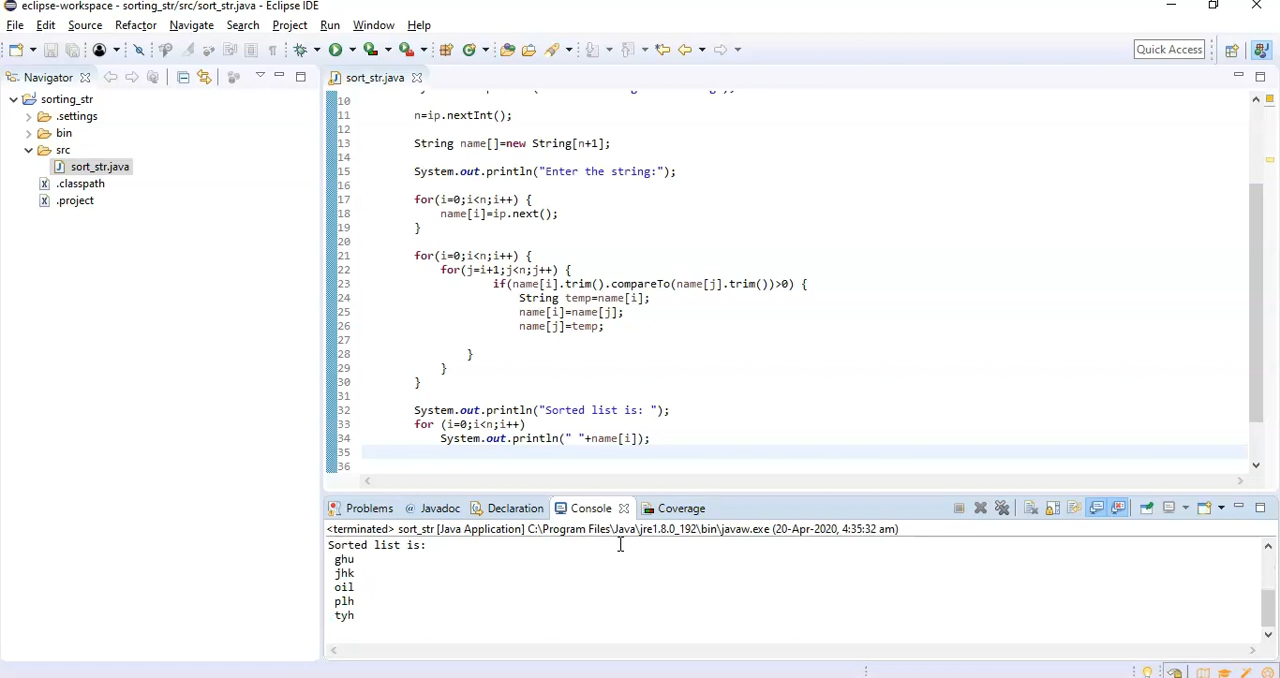 eclipse-workspace - sorting_str/src/sort_str.java - Eclipse IDE
File Edit Source Refactor Navigate Search Project Run Window Help
Quick Access
Navigator
sort_str.java
sorting_str
.settings
bin
src
sort_str.java
.classpath
.project
10
11 n=ip.nextInt();
12
13 String name[]=new String[n+1];
14
15 System.out.println("Enter the string:");
16
17 for(i=0;i<n;i++) {
18 name[i]=ip.next();
19 }
20
21 for(i=0;i<n;i++) {
22 for(j=i+1;j<n;j++) {
23 if(name[i].trim().compareTo(name[j].trim())>0) {
24 String temp=name[i];
25 name[i]=name[j];
26 name[j]=temp;
27
28 }
29 }
30 }
31
32 System.out.println("Sorted list is: ");
33 for (i=0;i<n;i++)
34 System.out.println(" "+name[i]);
35
36
Problems @ Javadoc Declaration Console Coverage
<terminated> sort_str [Java Application] C:\Program Files\Java\jre1.8.0_192\bin\javaw.exe (20-Apr-2020, 4:35:32 am)
Sorted list is:
ghu
jhk
oil
plh
tyh